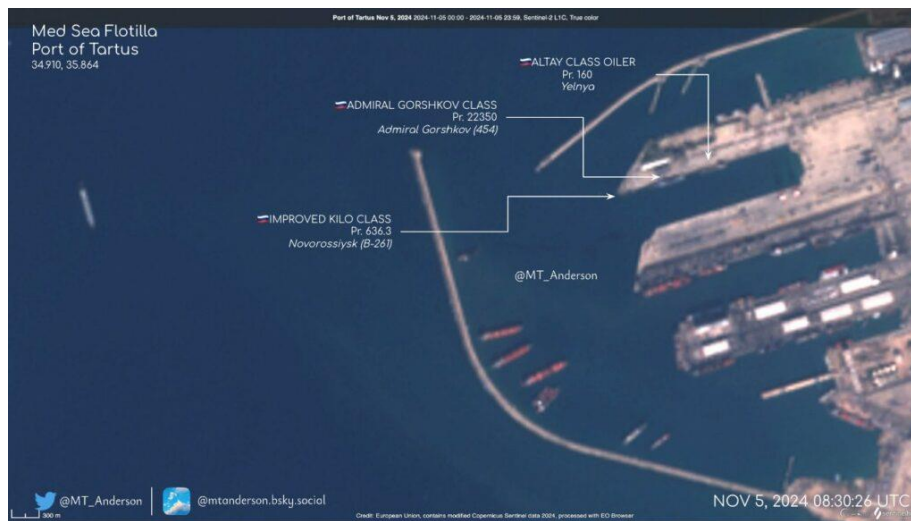 Port of Tartus Nov 5, 2024 2024-11-05 00:00 - 2024-11-05 23:59, Sentinel-2 L1C, True color
Med Sea Flotilla
Port of Tartus
34.910, 35.864
ALTAY CLASS OILER
Pr. 160
Yelnya
ADMIRAL GORSHKOV CLASS
Pr. 22350
Admiral Gorshkov (454)
IMPROVED KILO CLASS
Pr. 636.3
Novorossiysk (B-261)
@MT_Anderson
@MT_Anderson
@mtanderson.bsky.social
NOV 5, 2024 08:30:26 UTC
300 m
Credit: European Union, contains modified Copernicus Sentinel data 2024, processed with EO Browser